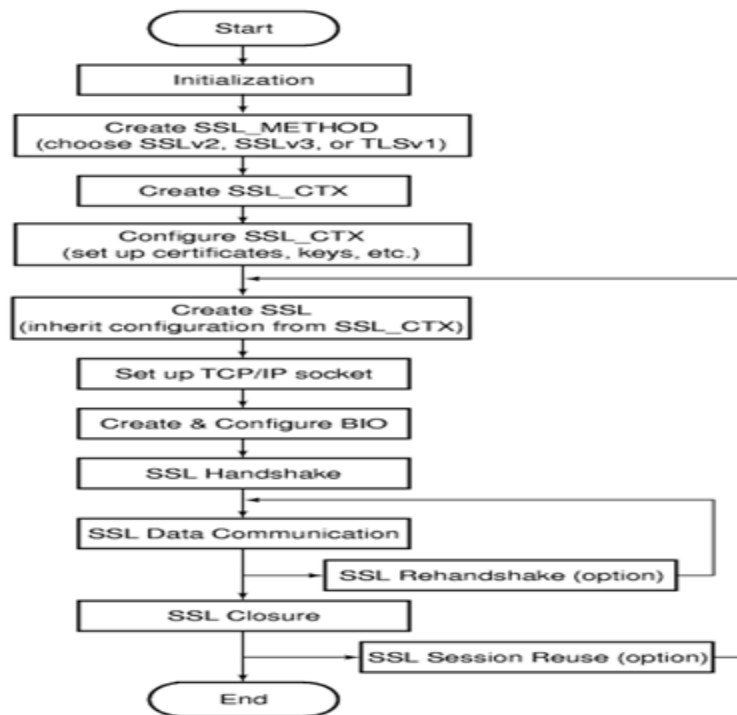 Start
Initialization
Create SSL_METHOD
(choose SSLv2, SSLv3, or TLSv1)
Create SSL_CTX
Configure SSL_CTX
(set up certificates, keys, etc.)
Create SSL
(inherit configuration from SSL_CTX)
Set up TCP/IP socket
Create & Configure BIO
SSL Handshake
SSL Data Communication
SSL Rehandshake (option)
SSL Closure
SSL Session Reuse (option)
End